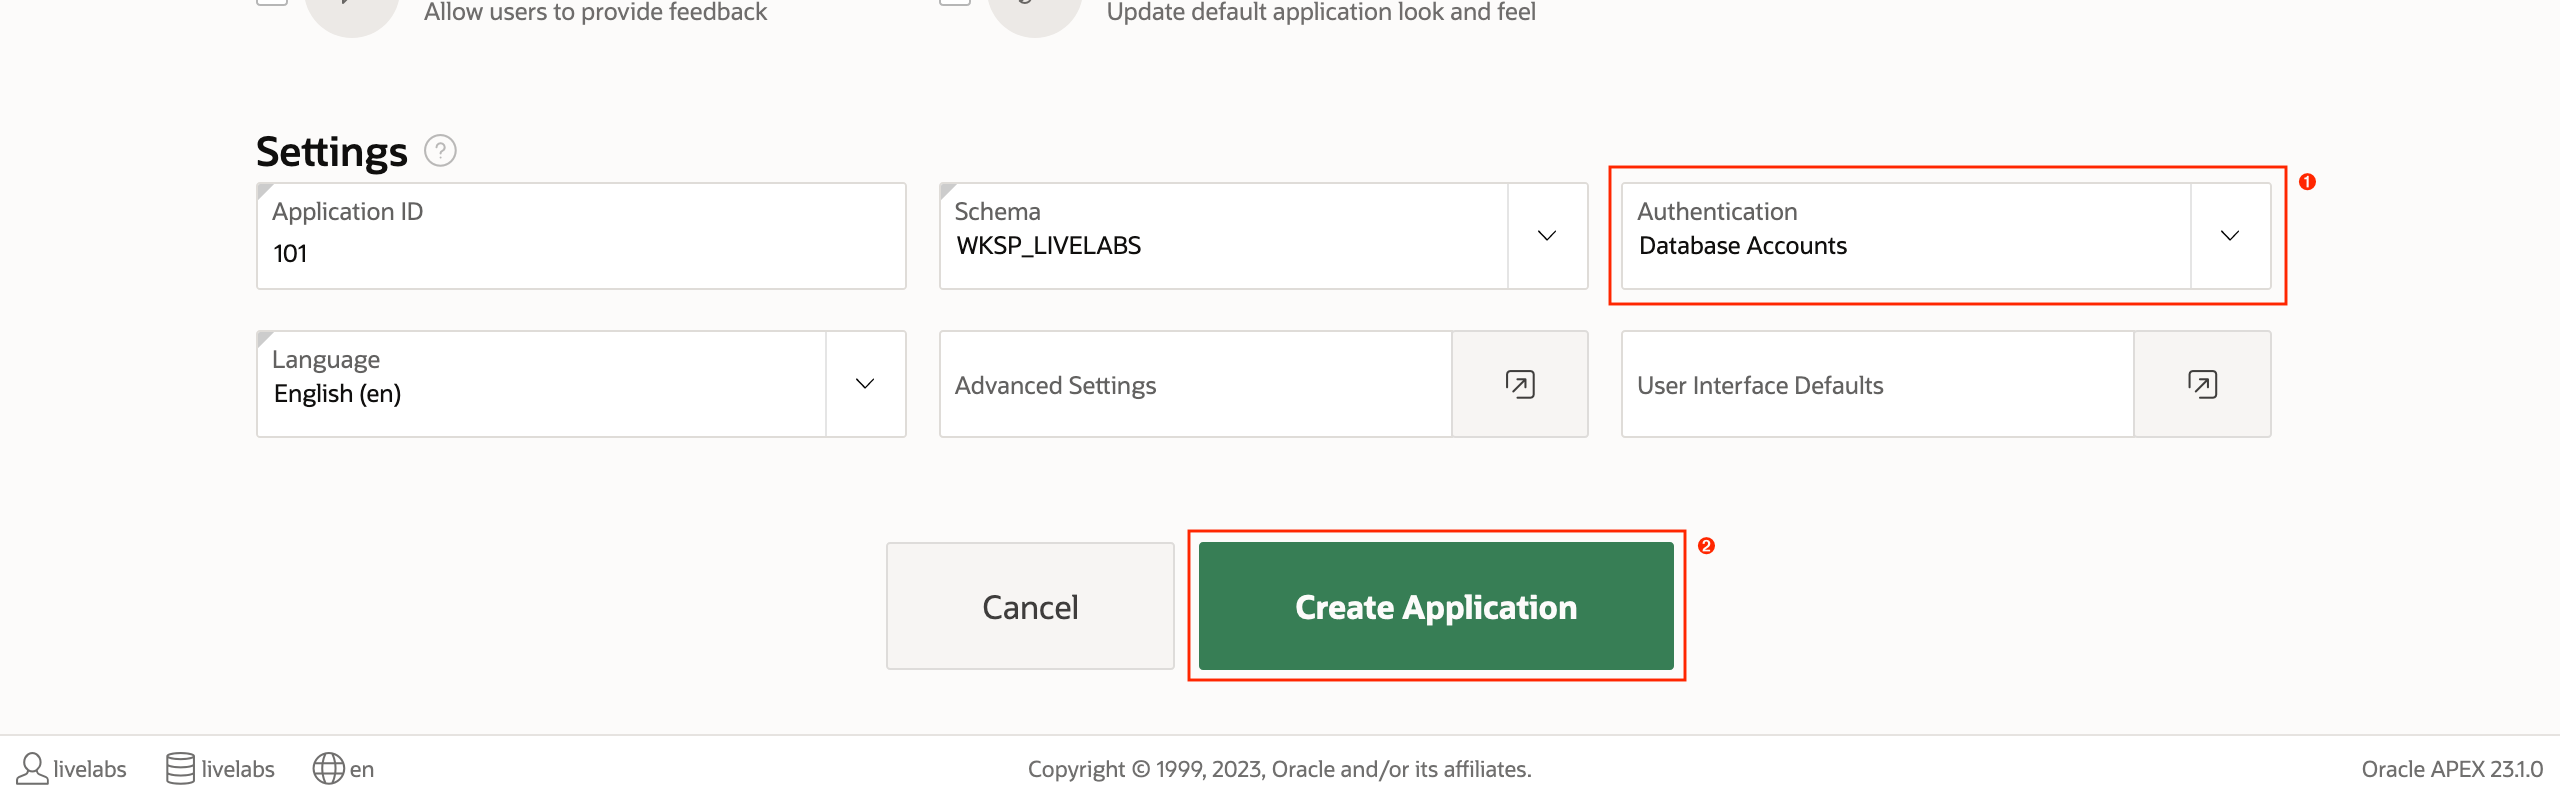 Allow users to provide feedback
Update default application look and feel
Settings ?
Application ID
101
Schema
WKSP_LIVELABS
Authentication
Database Accounts
1
Language
English (en)
Advanced Settings
User Interface Defaults
Cancel
Create Application
2
livelabs livelabs en
Copyright © 1999, 2023, Oracle and/or its affiliates.
Oracle APEX 23.1.0